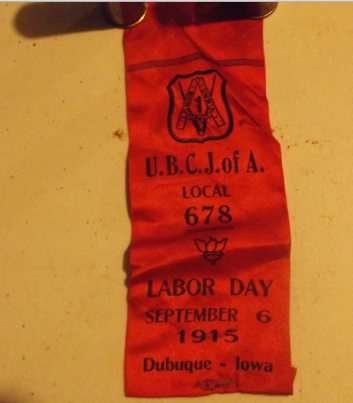 U.B.C.J.of A.
LOCAL
678
LABOR DAY
SEPTEMBER 6
1915
Dubuque - Iowa